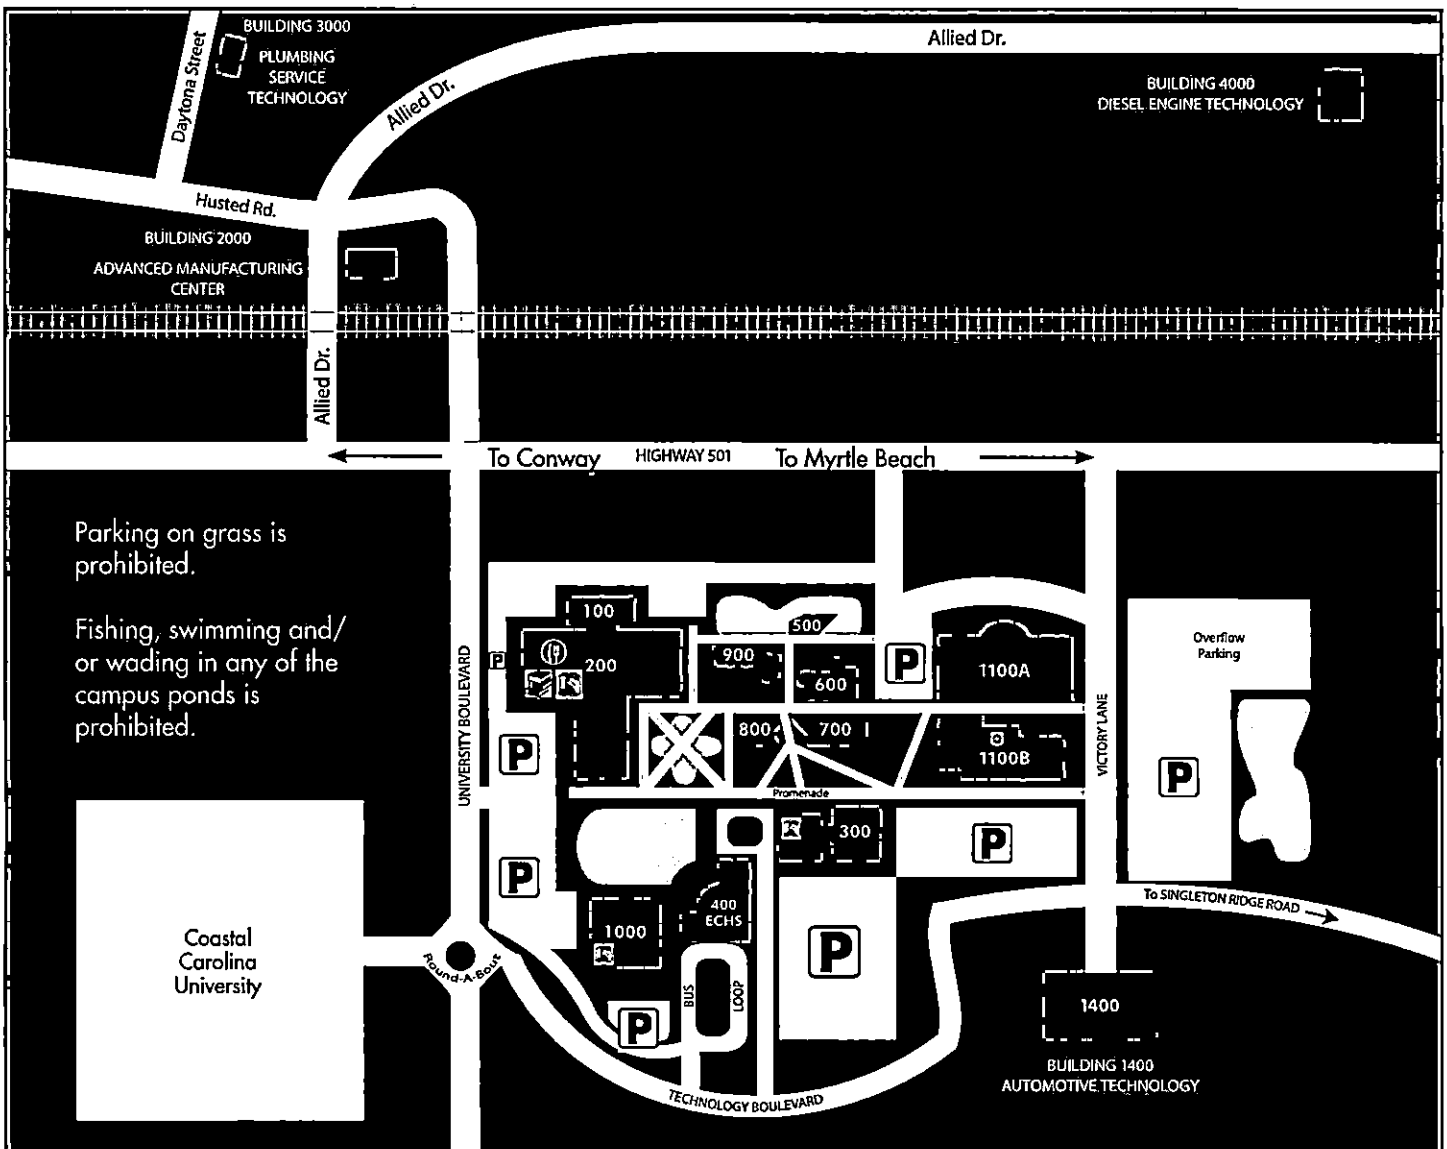 BUILDING 3000
PLUMBING
SERVICE
TECHNOLOGY
Daytona Street
Allied Dr.
Allied Dr.
BUILDING 4000
DIESEL ENGINE TECHNOLOGY
Husted Rd.
BUILDING 2000
ADVANCED MANUFACTURING
CENTER
Allied Dr.
To Conway
HIGHWAY 501
To Myrtle Beach
Parking on grass is
prohibited.
Fishing, swimming and/
or wading in any of the
campus ponds is
prohibited.
UNIVERSITY BOULEVARD
100
200
P
500
900
600
P
1100A
800
700
1100B
VICTORY LANE
Overflow
Parking
P
P
Promenade
P
300
P
400
ECHS
1000
P
P
BUS
LOOP
Coastal
Carolina
University
Round-A-Bout
TECHNOLOGY BOULEVARD
To SINGLETON RIDGE ROAD
1400
BUILDING 1400
AUTOMOTIVE TECHNOLOGY